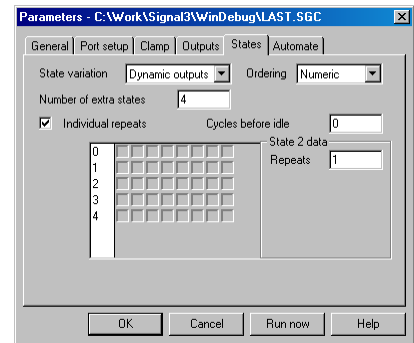 Parameters - C:\Work\Signal3\WinDebug\LAST.SGC
General Port setup Clamp Outputs States Automate
State variation Dynamic outputs Ordering Numeric
Number of extra states 4
Individual repeats Cycles before idle 0
State 2 data
0
Repeats 1
1
2
3
4
OK Cancel Run now Help